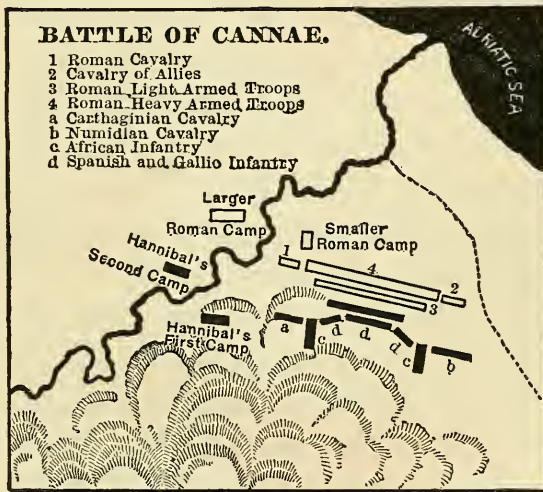 BATTLE OF CANNAE.
1 Roman Cavalry
2 Cavalry of Allies
3 Roman Light Armed Troops
4 Roman Heavy Armed Troops
a Carthaginian Cavalry
b Numidian Cavalry
c African Infantry
d Spanish and Gallio Infantry
ADRIATIC SEA
Larger
Roman Camp
Smaller
Roman Camp
Hannibal's
Second Camp
Hannibal's
First Camp
1
4
2
3
a
c
d
d
d
c
b